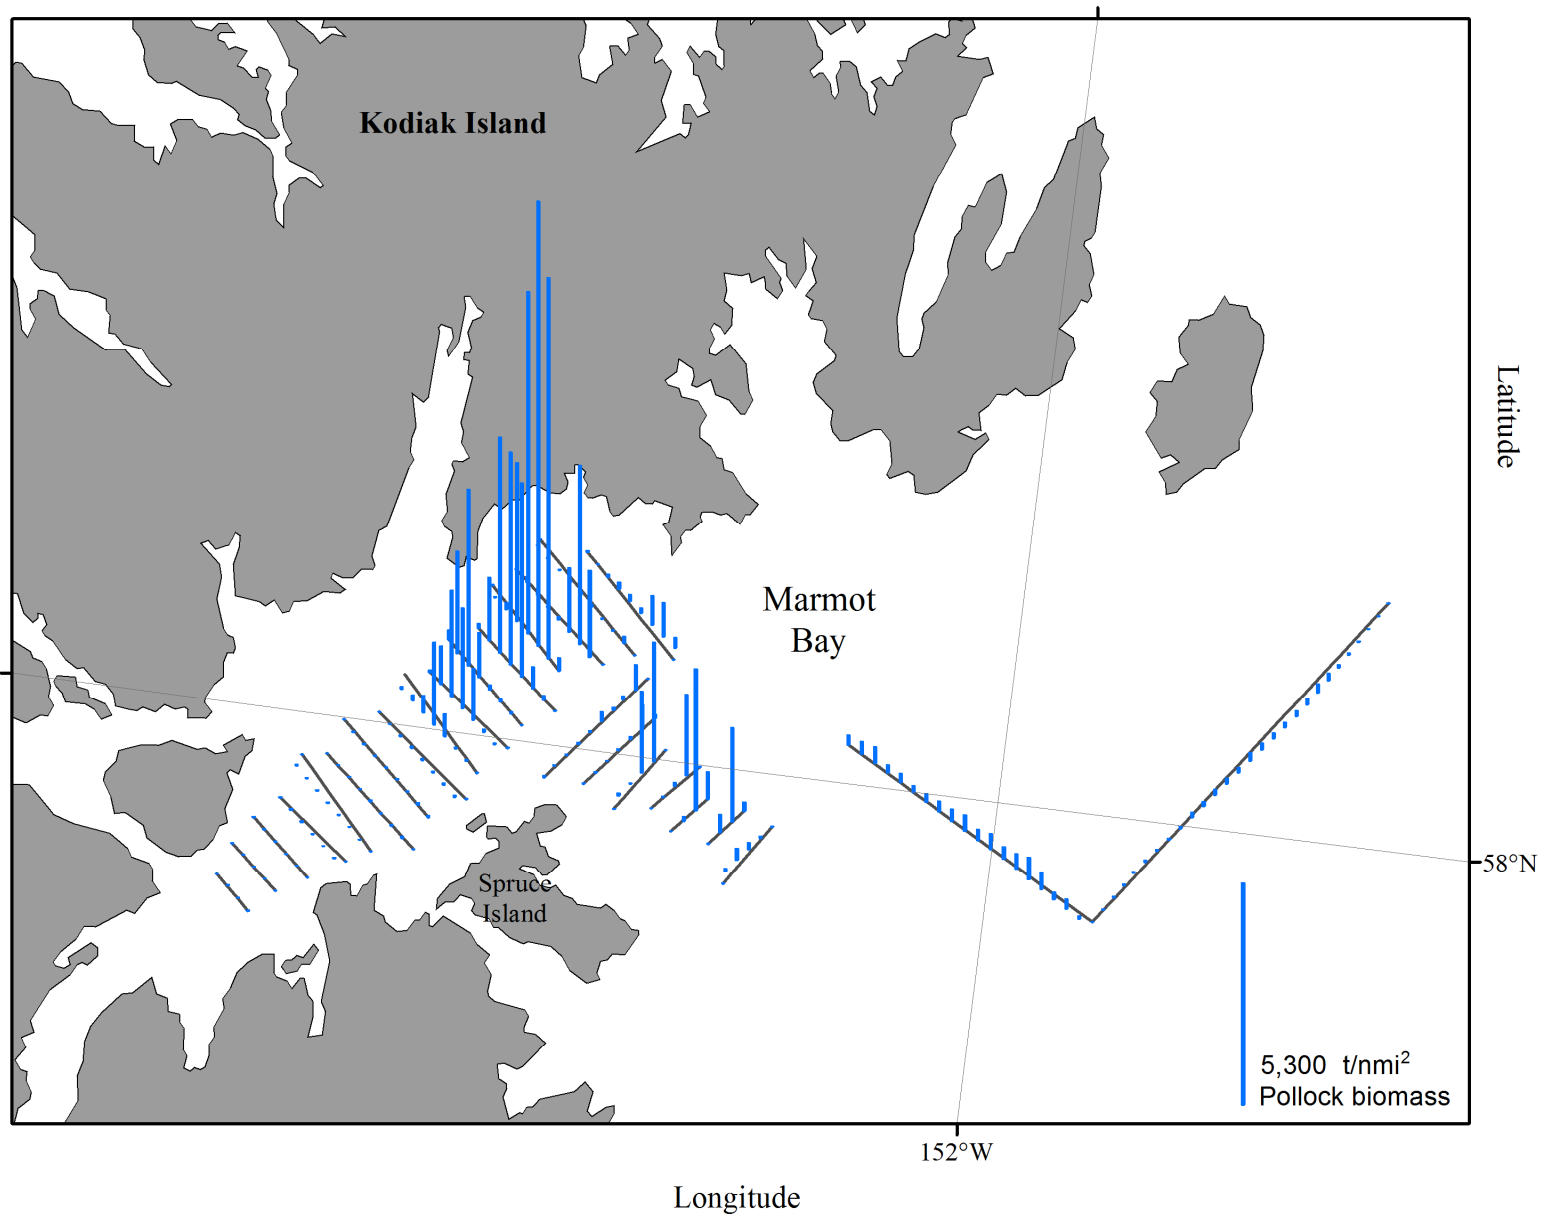 Kodiak Island
Latitude
Marmot
Bay
58°N
Spruce
Island
5,300 t/nmi²
Pollock biomass
152°W
Longitude